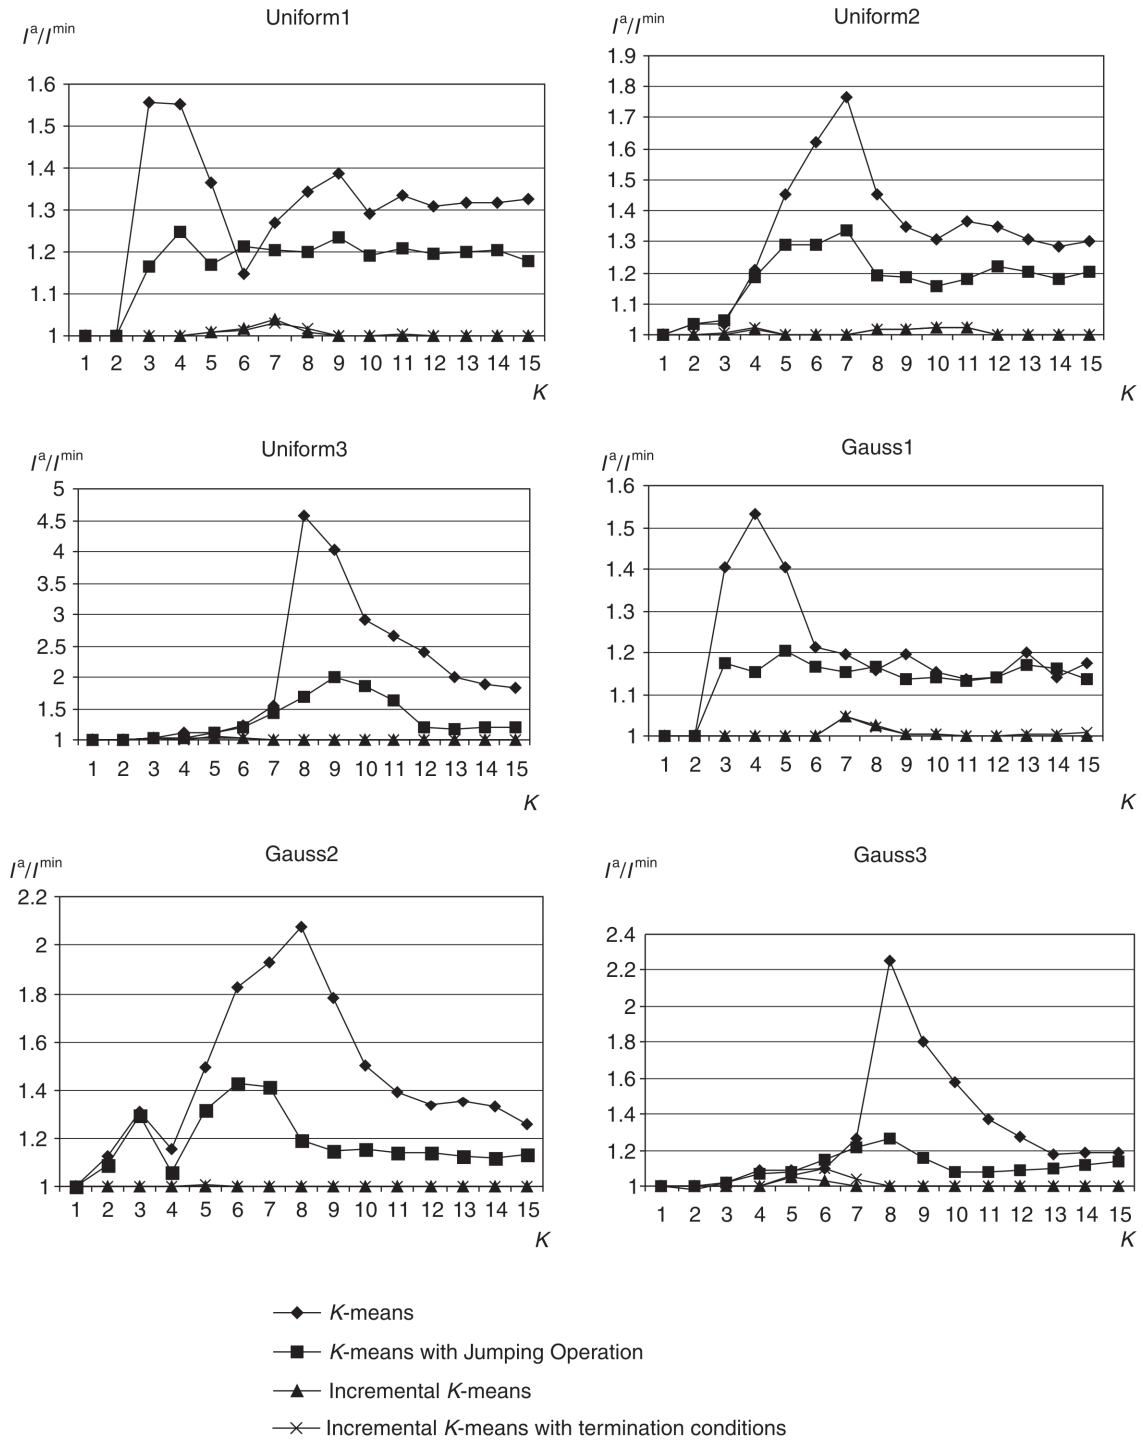 Uniform1
I^a/I^min
1.6
1.5
1.4
1.3
1.2
1.1
1
1 2 3 4 5 6 7 8 9 10 11 12 13 14 15
K
Uniform2
I^a/I^min
1.9
1.8
1.7
1.6
1.5
1.4
1.3
1.2
1.1
1
1 2 3 4 5 6 7 8 9 10 11 12 13 14 15
K
Uniform3
I^a/I^min
5
4.5
4
3.5
3
2.5
2
1.5
1
1 2 3 4 5 6 7 8 9 10 11 12 13 14 15
K
Gauss1
I^a/I^min
1.6
1.5
1.4
1.3
1.2
1.1
1
1 2 3 4 5 6 7 8 9 10 11 12 13 14 15
K
Gauss2
I^a/I^min
2.2
2
1.8
1.6
1.4
1.2
1
1 2 3 4 5 6 7 8 9 10 11 12 13 14 15
K
Gauss3
I^a/I^min
2.4
2.2
2
1.8
1.6
1.4
1.2
1
1 2 3 4 5 6 7 8 9 10 11 12 13 14 15
K
K-means
K-means with Jumping Operation
Incremental K-means
Incremental K-means with termination conditions